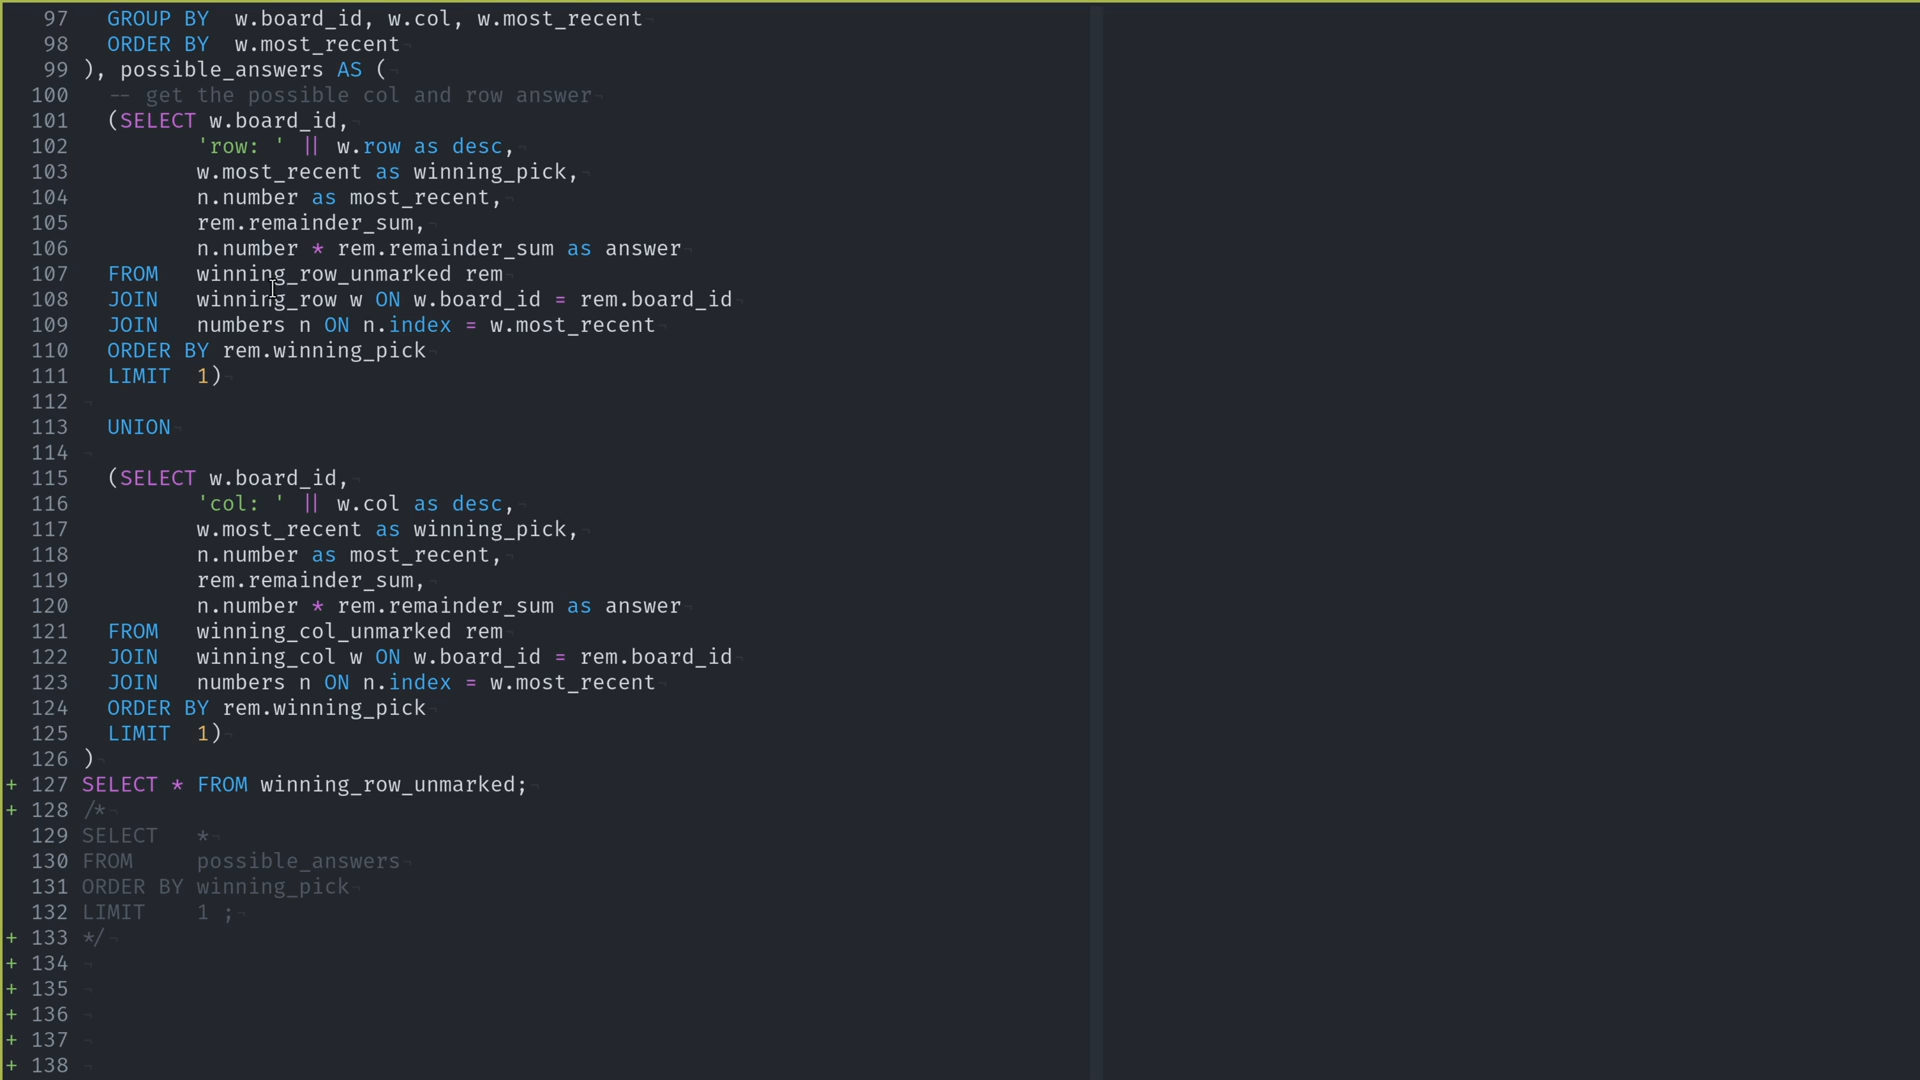 97 GROUP BY  w.board_id, w.col, w.most_recent
98 ORDER BY  w.most_recent
99 ), possible_answers AS (
100 -- get the possible col and row answer
101 (SELECT w.board_id,
102 'row: ' || w.row as desc,
103 w.most_recent as winning_pick,
104 n.number as most_recent,
105 rem.remainder_sum,
106 n.number * rem.remainder_sum as answer
107 FROM   winning_row_unmarked rem
108 JOIN   winning_row w ON w.board_id = rem.board_id
109 JOIN   numbers n ON n.index = w.most_recent
110 ORDER BY rem.winning_pick
111 LIMIT  1)
112
113 UNION
114
115 (SELECT w.board_id,
116 'col: ' || w.col as desc,
117 w.most_recent as winning_pick,
118 n.number as most_recent,
119 rem.remainder_sum,
120 n.number * rem.remainder_sum as answer
121 FROM   winning_col_unmarked rem
122 JOIN   winning_col w ON w.board_id = rem.board_id
123 JOIN   numbers n ON n.index = w.most_recent
124 ORDER BY rem.winning_pick
125 LIMIT  1)
126 )
+ 127 SELECT * FROM winning_row_unmarked;
+ 128 /*
129 SELECT   *
130 FROM     possible_answers
131 ORDER BY winning_pick
132 LIMIT    1 ;
+ 133 */
+ 134
+ 135
+ 136
+ 137
+ 138